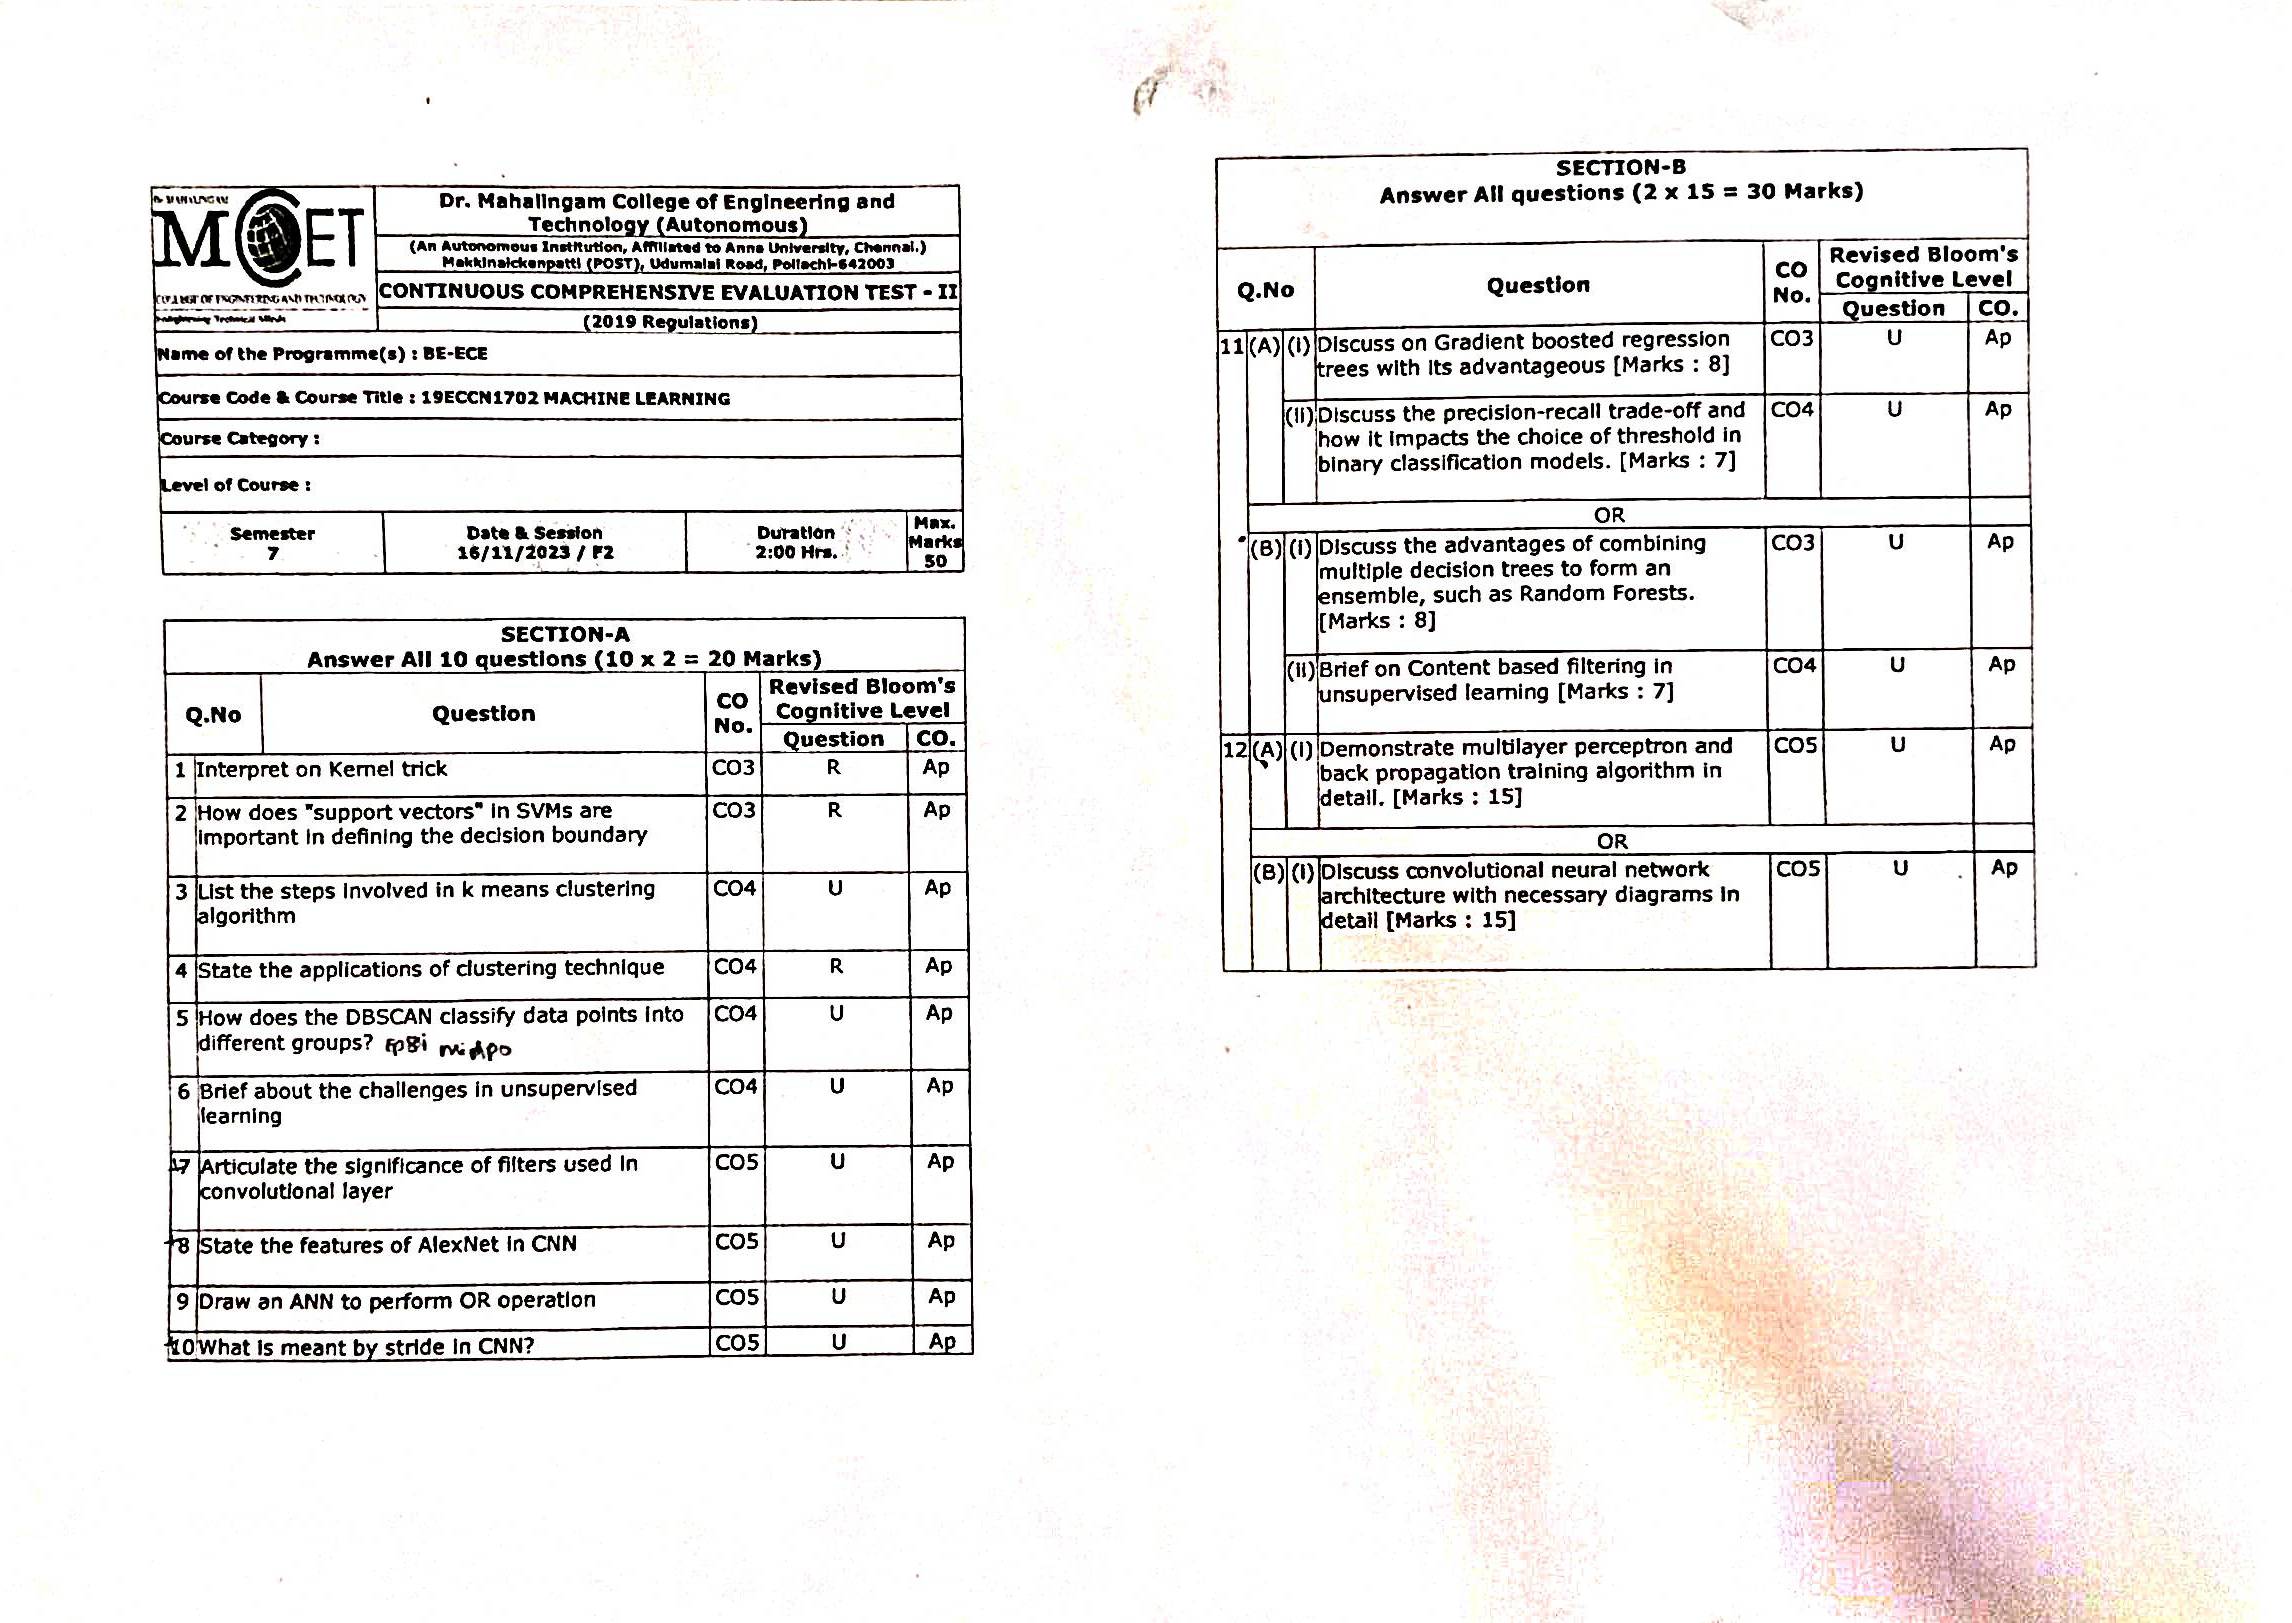 MCET
COLLEGE OF ENGINEERING AND TECHNOLOGY
Dr. Mahalingam College of Engineering and
Technology (Autonomous)
(An Autonomous Institution, Affiliated to Anna University, Chennai.)
Makkinaickenpatti (POST), Udumalai Road, Pollachi-642003
CONTINUOUS COMPREHENSIVE EVALUATION TEST - II
(2019 Regulations)
Name of the Programme(s) : BE-ECE
Course Code & Course Title : 19ECCN1702 MACHINE LEARNING
Course Category :
Level of Course :
Semester
7
Date & Session
16/11/2023 / F2
Duration
2:00 Hrs.
Max.
Marks
50
SECTION-A
Answer All 10 questions (10 x 2 = 20 Marks)
Q.No Question CO No. Revised Bloom's Cognitive Level
Question CO.
1 Interpret on Kernel trick CO3 R Ap
2 How does "support vectors" in SVMs are CO3 R Ap
important in defining the decision boundary
3 List the steps involved in k means clustering CO4 U Ap
algorithm
4 State the applications of clustering technique CO4 R Ap
5 How does the DBSCAN classify data points into CO4 U Ap
different groups?
6 Brief about the challenges in unsupervised CO4 U Ap
learning
7 Articulate the significance of filters used in CO5 U Ap
convolutional layer
8 State the features of AlexNet in CNN CO5 U Ap
9 Draw an ANN to perform OR operation CO5 U Ap
10 What is meant by stride in CNN? CO5 U Ap
SECTION-B
Answer All questions (2 x 15 = 30 Marks)
Q.No Question CO No. Revised Bloom's Cognitive Level
Question CO.
11 (A) (i) Discuss on Gradient boosted regression CO3 U Ap
trees with its advantageous [Marks : 8]
(ii) Discuss the precision-recall trade-off and CO4 U Ap
how it impacts the choice of threshold in
binary classification models. [Marks : 7]
OR
(B) (i) Discuss the advantages of combining CO3 U Ap
multiple decision trees to form an
ensemble, such as Random Forests.
[Marks : 8]
(ii) Brief on Content based filtering in CO4 U Ap
unsupervised learning [Marks : 7]
12 (A) (i) Demonstrate multilayer perceptron and CO5 U Ap
back propagation training algorithm in
detail. [Marks : 15]
OR
(B) (i) Discuss convolutional neural network CO5 U Ap
architecture with necessary diagrams in
detail [Marks : 15]